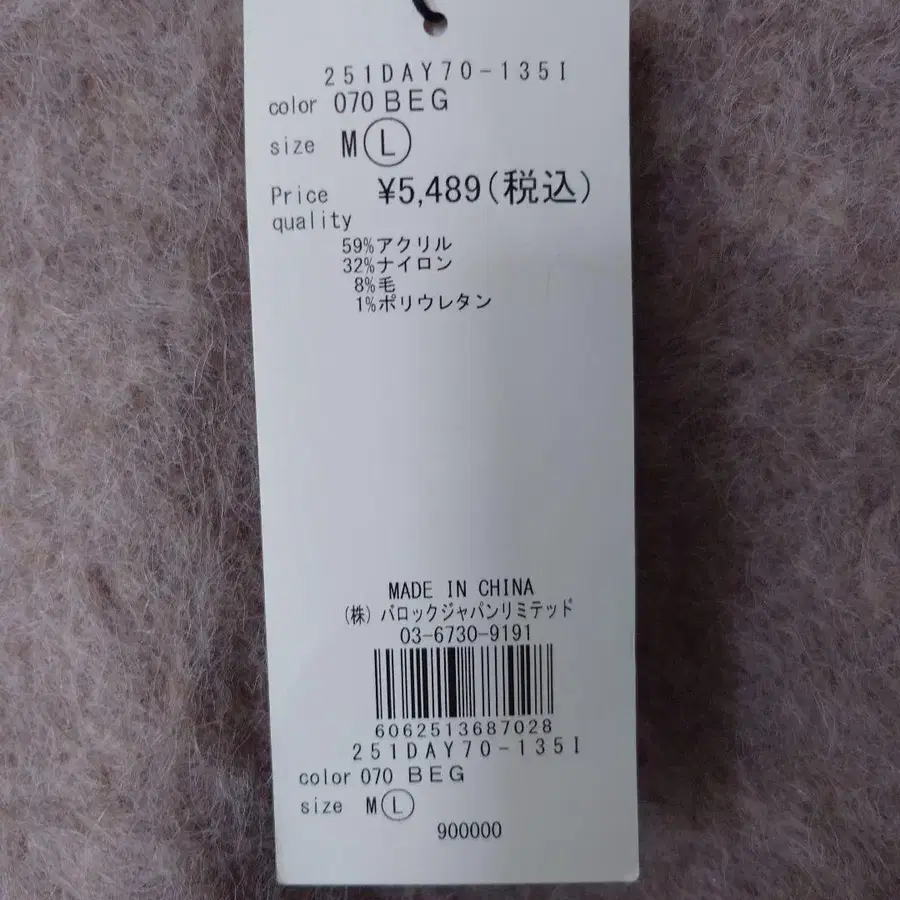 251DAY70-135I
color 070 BEG
size M L
Price ¥5,489(税込)
quality
59%アクリル
32%ナイロン
8%毛
1%ポリウレタン
MADE IN CHINA
(株) バロックジャパンリミテッド
03-6730-9191
6062513687028
251DAY70-135I
color 070 BEG
size M L
900000